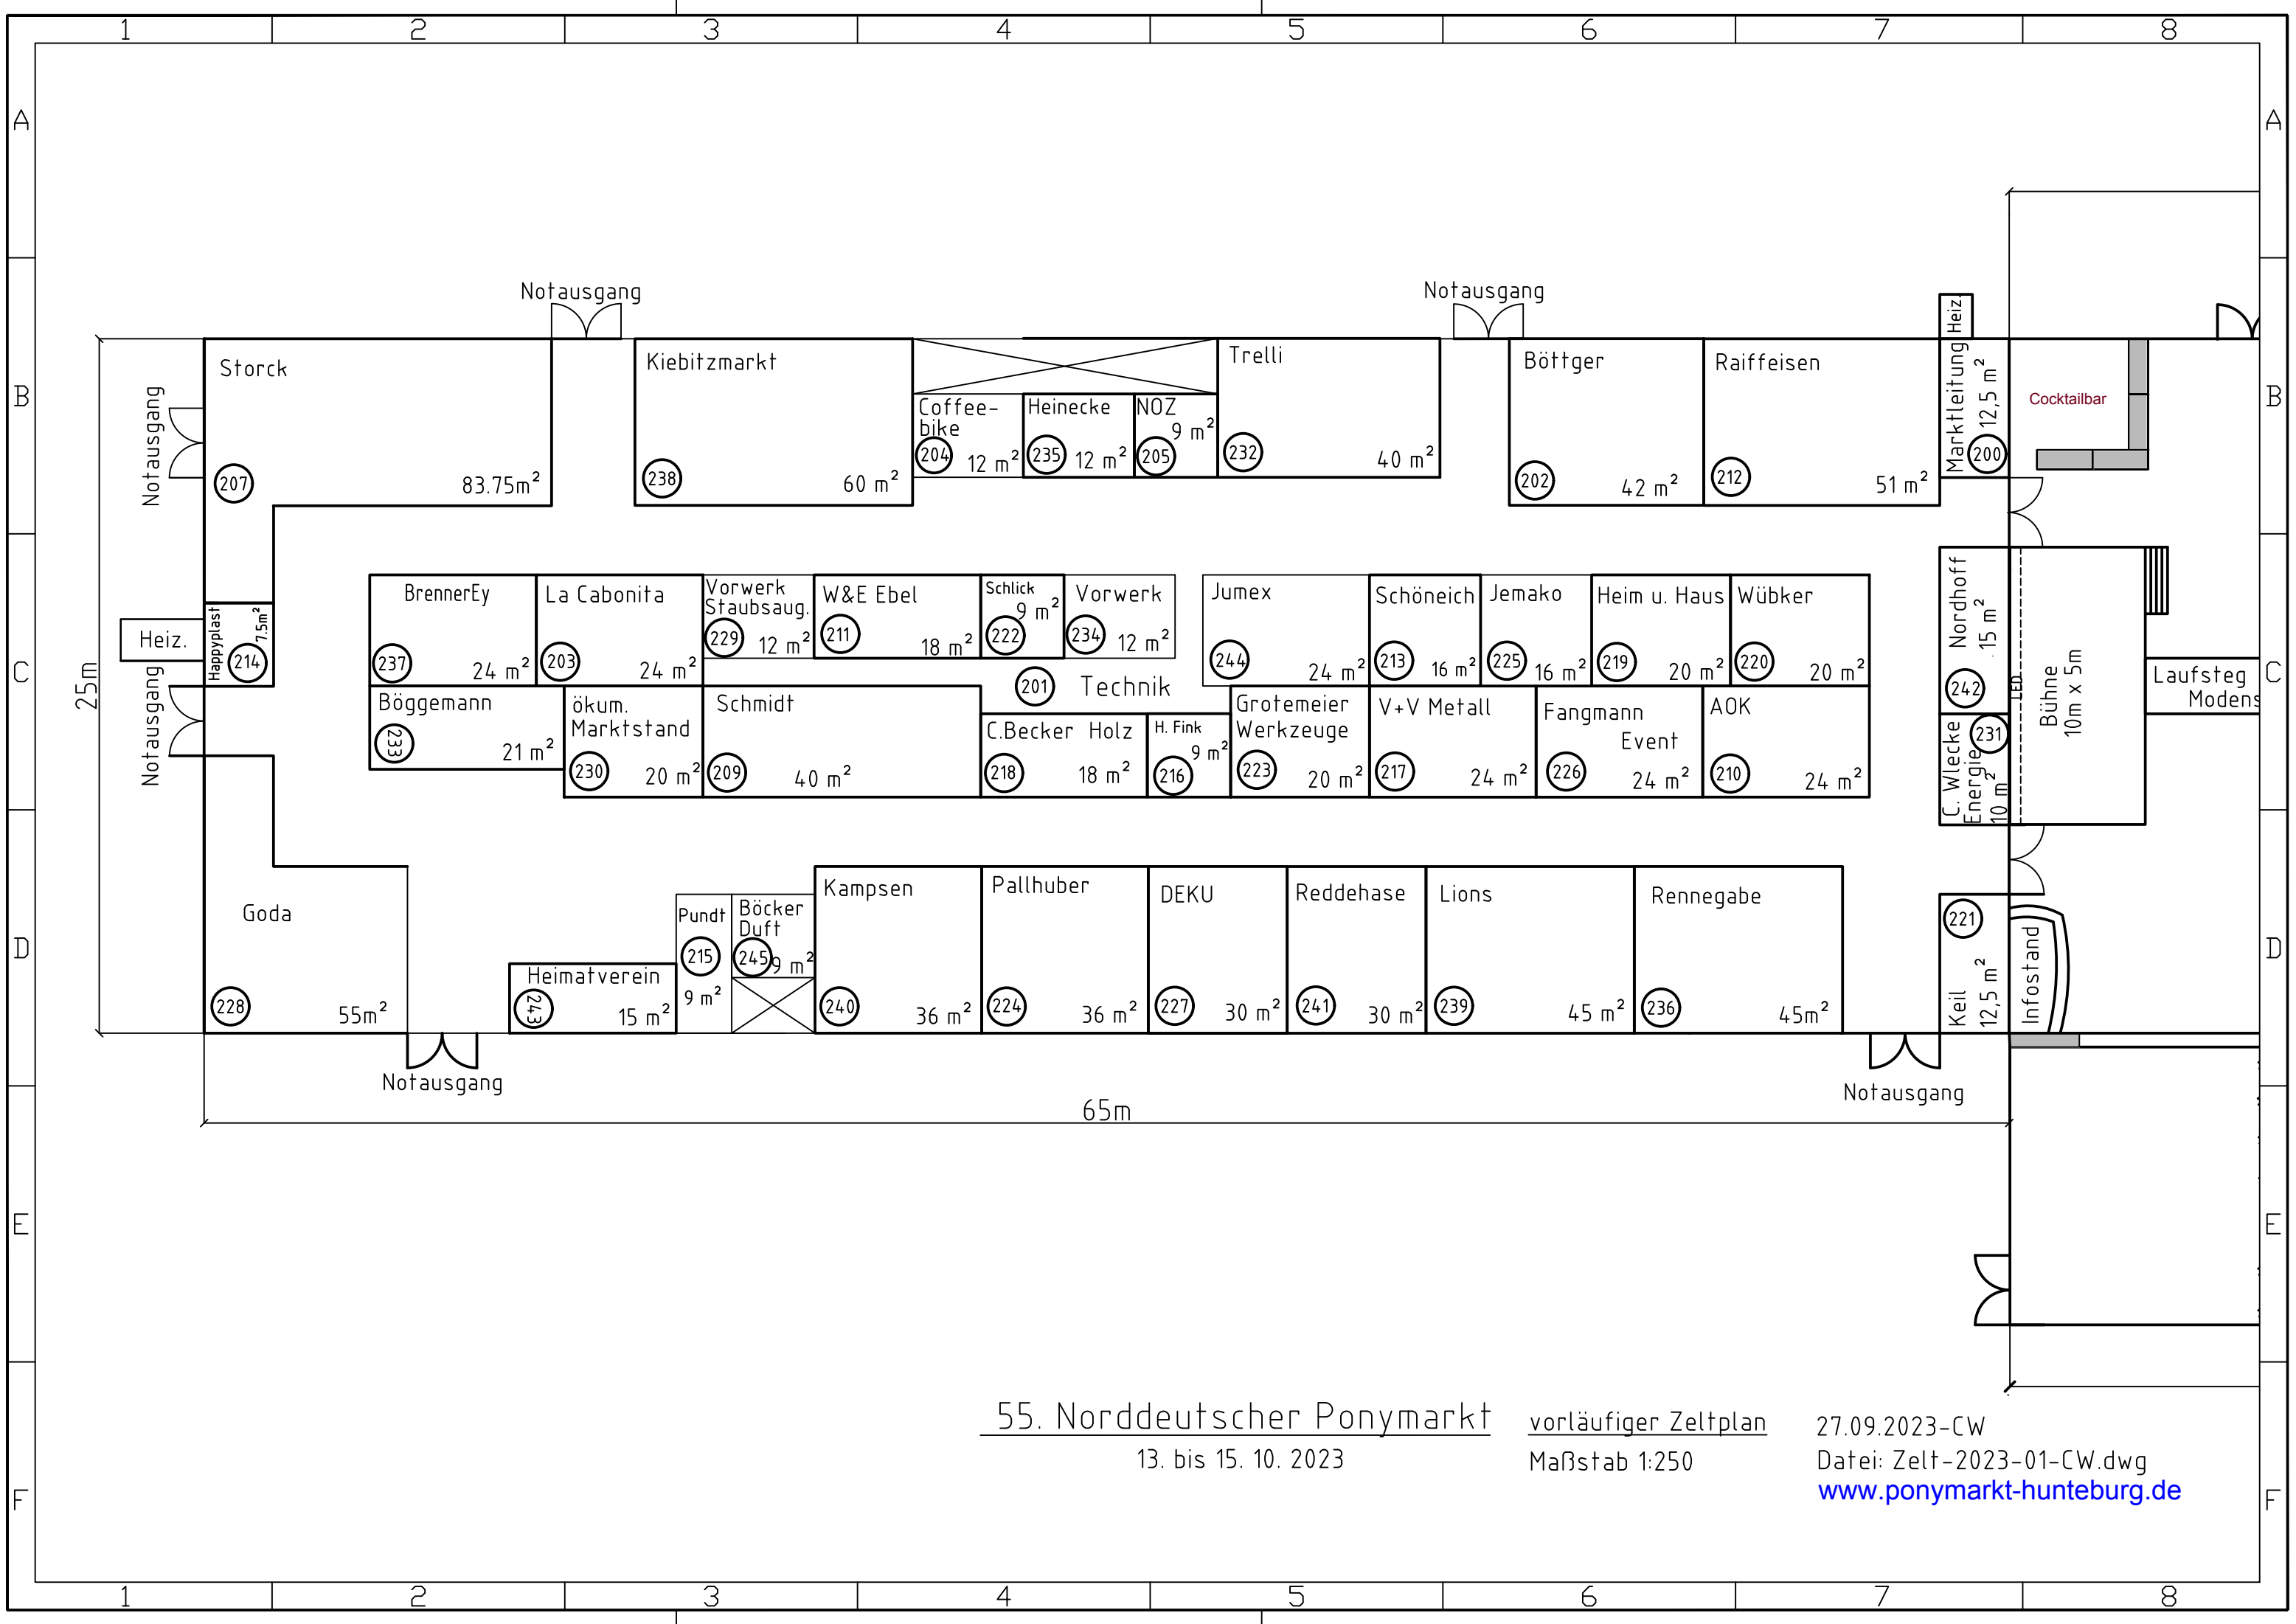 1 2 3 4 5 6 7 8
A A
B B
C C
D D
E E
F F
Notausgang
Notausgang
Notausgang
Storck
207
83.75m²
Kiebitzmarkt
238
60 m²
Coffee-
bike
204
12 m²
Heinecke
235
12 m²
NOZ
9 m²
205
Trelli
232
40 m²
Böttger
202
42 m²
Raiffeisen
212
51 m²
Heiz.
Marktleitung
12,5 m²
200
Cocktailbar
25m
Heiz.
Happyplast
7.5m²
214
Notausgang
BrennerEy
237
24 m²
La Cabonita
203
24 m²
Vorwerk
Staubsaug.
229
12 m²
W&E Ebel
211
18 m²
Schlick
9 m²
222
Vorwerk
234
12 m²
Jumex
244
24 m²
Schöneich
213
16 m²
Jemako
225
16 m²
Heim u. Haus
219
20 m²
Wübker
220
20 m²
Nordhoff
15 m²
242
LED
Bühne
10m x 5m
Laufsteg
Modens
201
Technik
Böggemann
233
21 m²
ökum.
Marktstand
230
20 m²
Schmidt
209
40 m²
C.Becker Holz
218
18 m²
H. Fink
9 m²
216
Grotemeier
Werkzeuge
223
20 m²
V+V Metall
217
24 m²
Fangmann
Event
226
24 m²
AOK
210
24 m²
C. Wlecke
Energie
10 m²
231
Goda
228
55m²
Heimatverein
243
15 m²
Pundt
215
9 m²
Böcker
Duft
245
9 m²
Kampsen
240
36 m²
Pallhuber
224
36 m²
DEKU
227
30 m²
Reddehase
241
30 m²
Lions
239
45 m²
Rennegabe
236
45m²
221
Keil
12,5 m²
Infostand
Notausgang
Notausgang
65m
55. Norddeutscher Ponymarkt
13. bis 15. 10. 2023
vorläufiger Zeltplan
Maßstab 1:250
27.09.2023-CW
Datei: Zelt-2023-01-CW.dwg
www.ponymarkt-hunteburg.de
1 2 3 4 5 6 7 8